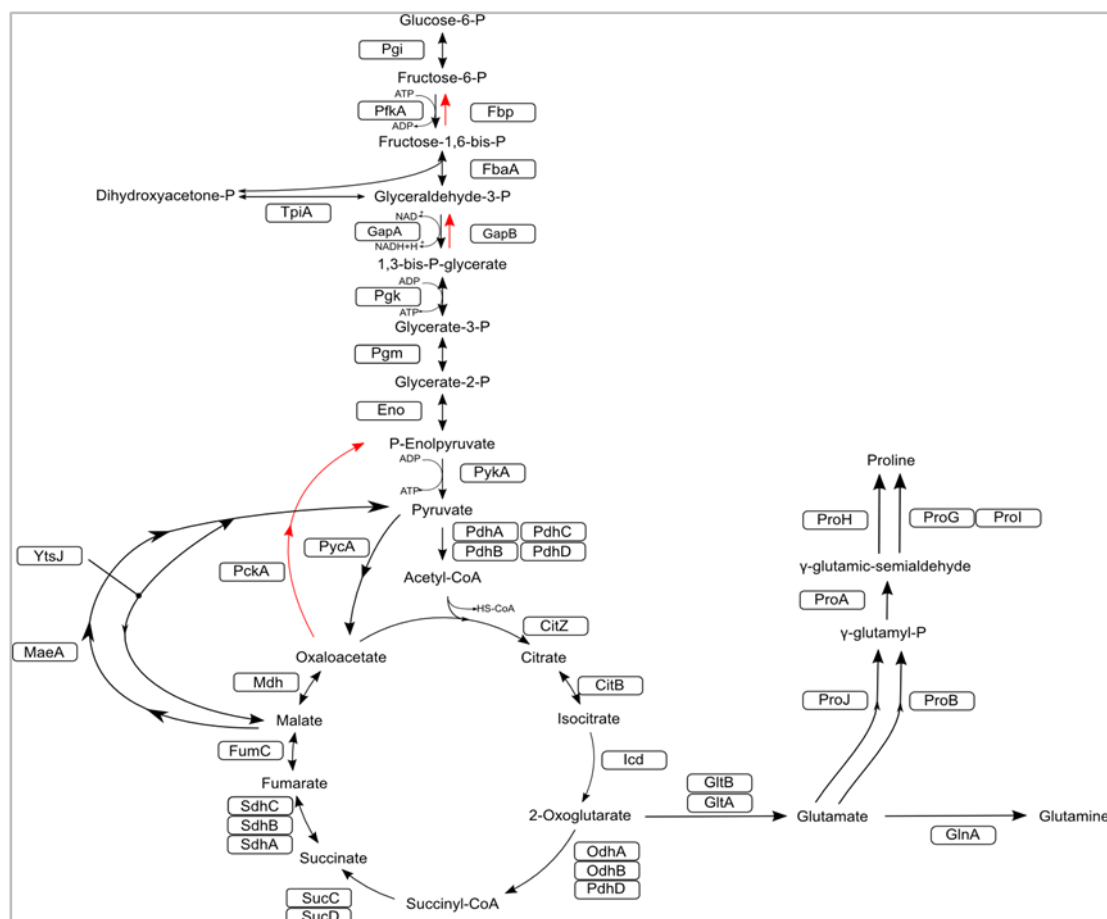 Glucose-6-P
Pgi
Fructose-6-P
ATP
PfkA
Fbp
ADP
Fructose-1,6-bis-P
FbaA
Dihydroxyacetone-P
Glyceraldehyde-3-P
TpiA
NAD+
GapA
GapB
NADH+H+
1,3-bis-P-glycerate
ADP
Pgk
ATP
Glycerate-3-P
Pgm
Glycerate-2-P
Eno
P-Enolpyruvate
ADP
PykA
ATP
Pyruvate
PdhA PdhC
PdhB PdhD
PycA
YtsJ
PckA
Acetyl-CoA
HS-CoA
CitZ
MaeA
Oxaloacetate
Citrate
Mdh
CitB
Malate
Isocitrate
FumC
Icd
Fumarate
SdhC
SdhB
SdhA
2-Oxoglutarate
GltB
GltA
Glutamate
GlnA
Glutamine
OdhA
OdhB
PdhD
Succinate
SucC
SucD
Succinyl-CoA
Proline
ProH
ProG ProI
γ-glutamic-semialdehyde
ProA
γ-glutamyl-P
ProJ
ProB